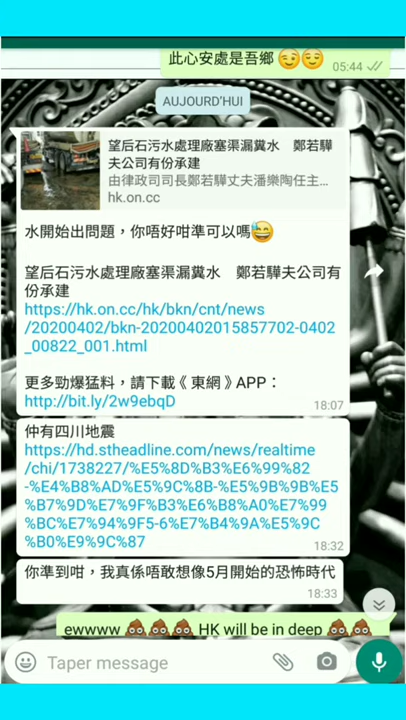 此心安處是吾鄉😏😌
05:44
AUJOURD'HUI
望后石污水處理廠塞渠漏糞水　鄭若驊
夫公司有份承建
由律政司司長鄭若驊丈夫潘樂陶任主...
hk.on.cc
水開始出問題，你唔好咁準可以嗎😅
望后石污水處理廠塞渠漏糞水　鄭若驊夫公司有
份承建
https://hk.on.cc/hk/bkn/cnt/news
/20200402/bkn-20200402015857702-0402
_00822_001.html
更多勁爆猛料，請下載《東網》APP：
http://bit.ly/2w9ebqD
18:07
仲有四川地震
https://hd.stheadline.com/news/realtime
/chi/1738227/%E5%8D%B3%E6%99%82
-%E4%B8%AD%E5%9C%8B-%E5%9B%9B%E5
%B7%9D%E7%9F%B3%E6%B8%A0%E7%99
%BC%E7%94%9F5-6%E7%B4%9A%E5%9C
%B0%E9%9C%87
18:32
你準到咁，我真係唔敢想像5月開始的恐怖時代
18:33
ewwww 💩💩💩 HK will be in deep 💩💩
Taper message